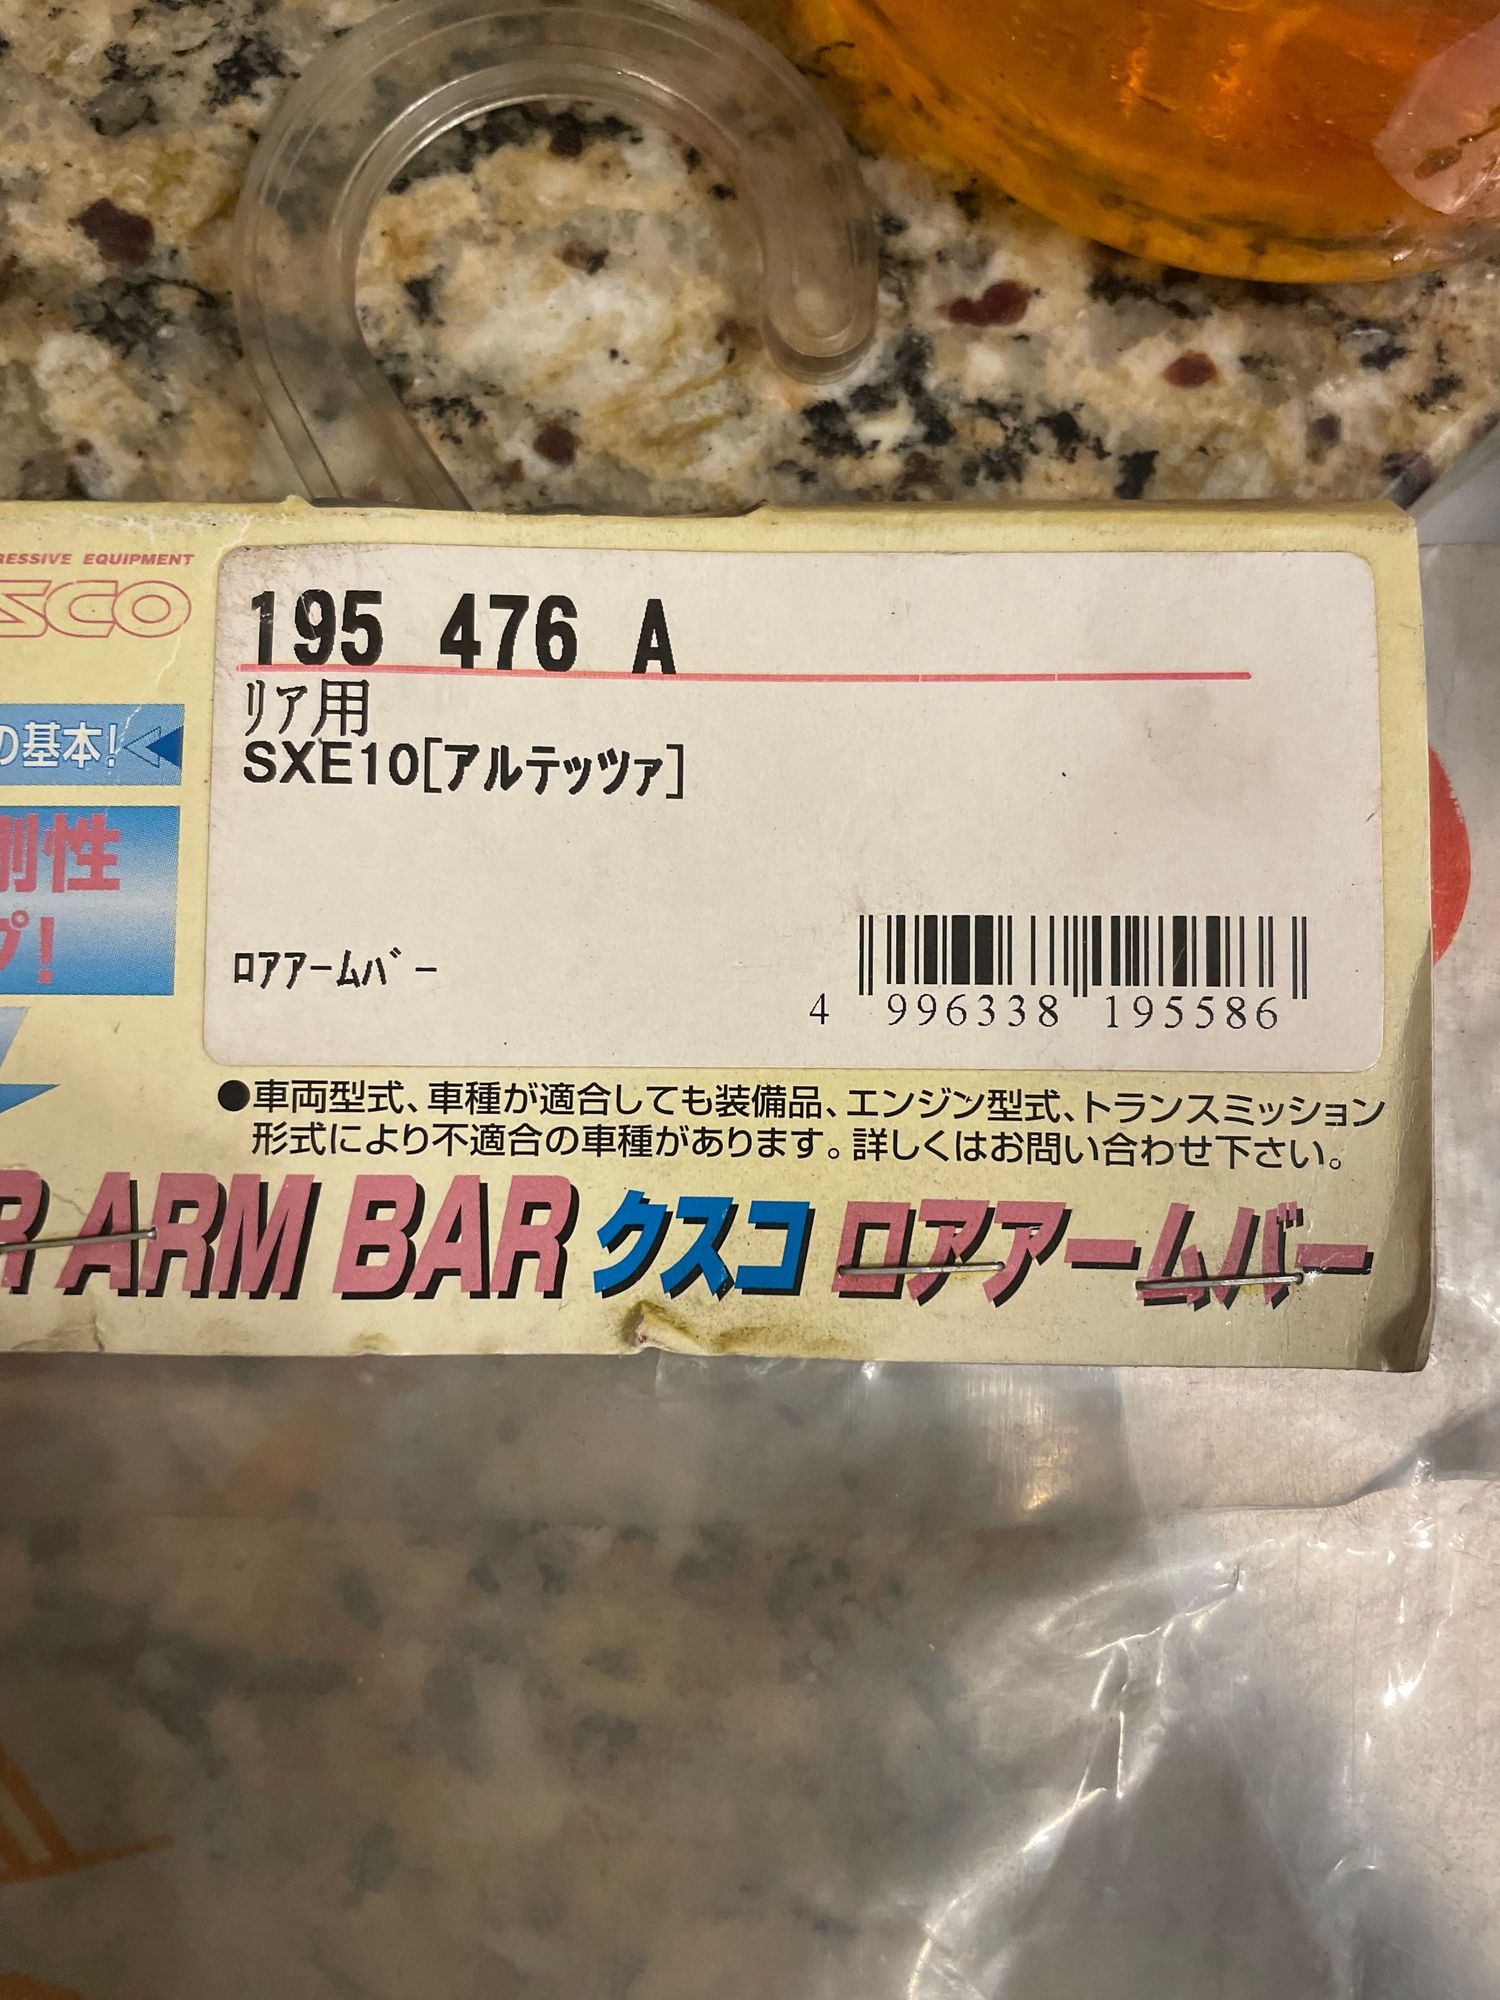 RESSIVE EQUIPMENT
SCO
195 476 A
リア用
SXE10[アルテッツァ]
の基本!
剛性
プ!
ロアアームバー
4 996338 195586
●車両型式、車種が適合しても装備品、エンジン型式、トランスミッション
形式により不適合の車種があります。詳しくはお問い合わせ下さい。
R ARM BAR クスコ ロアアームバー